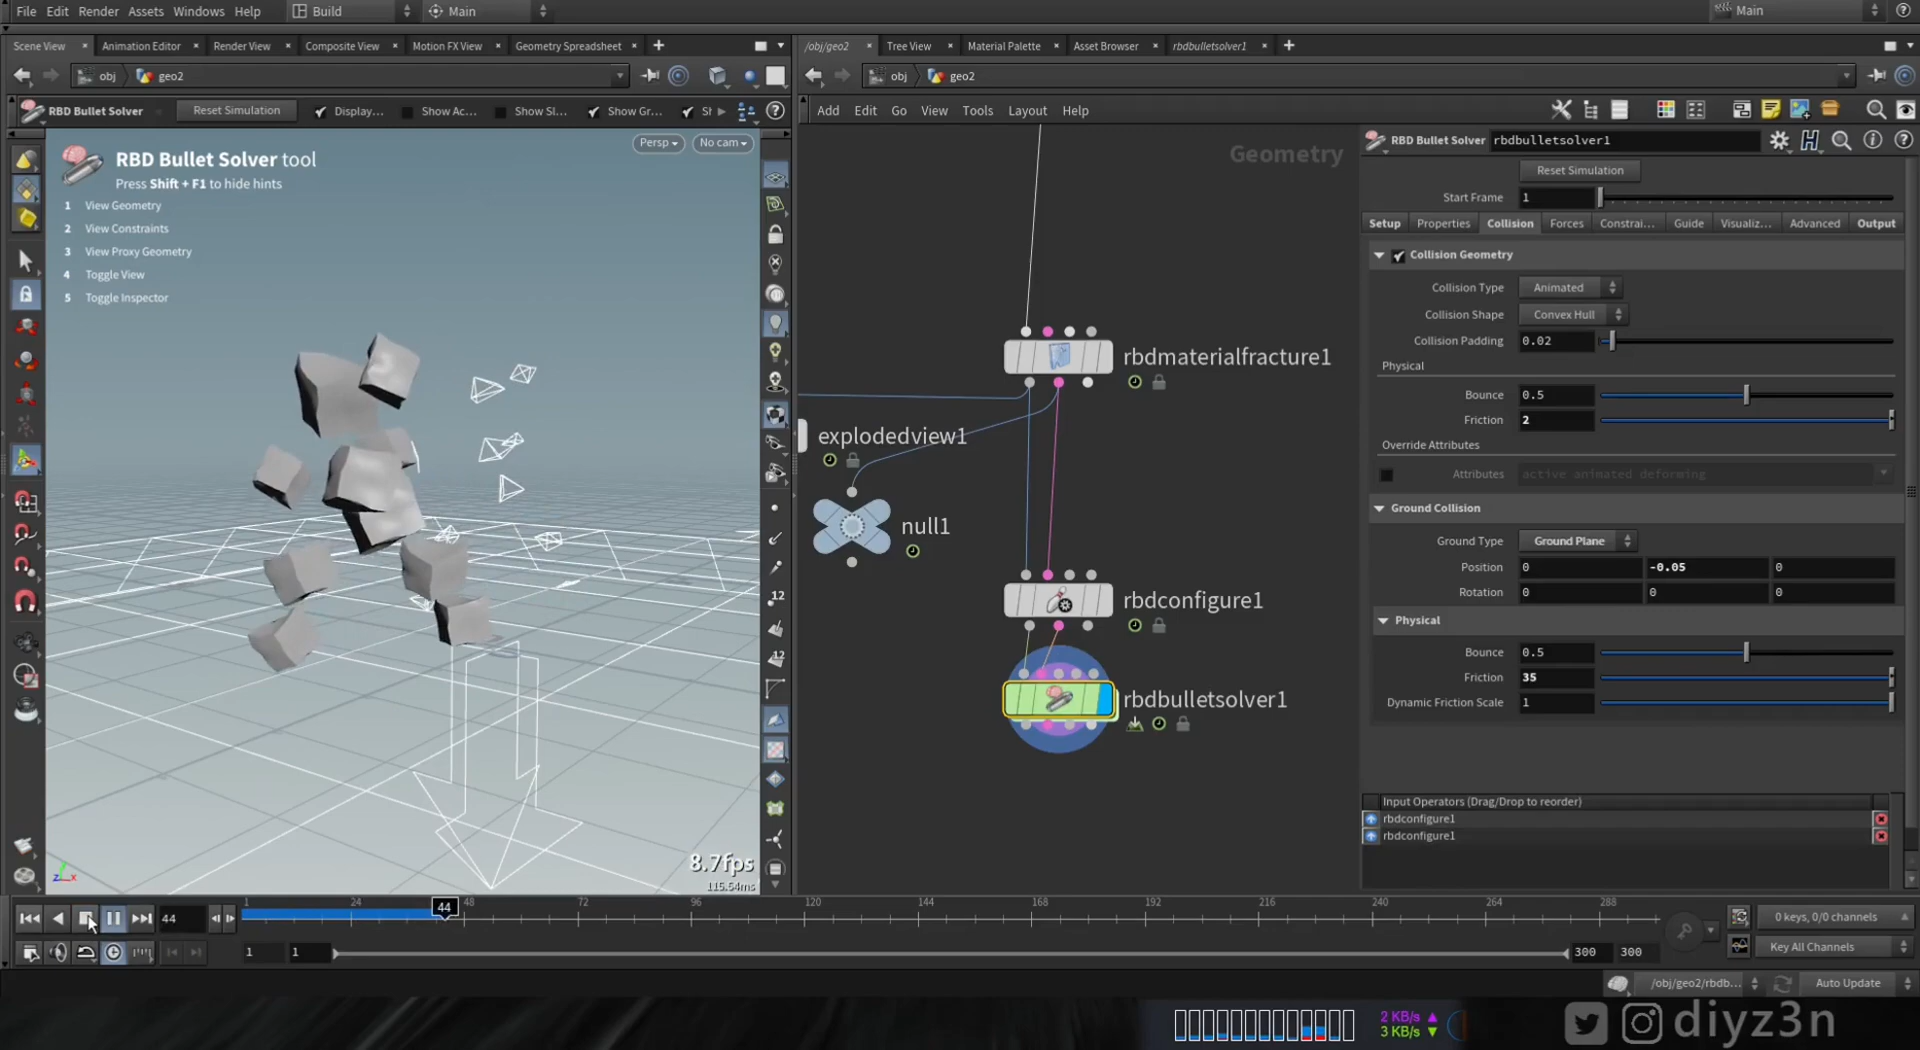 File Edit Render Assets Windows Help Build Main Main
Scene View Animation Editor Render View Composite View Motion FX View Geometry Spreadsheet
/obj/geo2 Tree View Material Palette Asset Browser rbdbulletsolver1
obj geo2
obj geo2
RBD Bullet Solver Reset Simulation Display... Show Ac... Show Sl... Show Gr... Sl
Add Edit Go View Tools Layout Help
RBD Bullet Solver tool
Press Shift + F1 to hide hints
1 View Geometry
2 View Constraints
3 View Proxy Geometry
4 Toggle View
5 Toggle Inspector
Persp No cam
12
12
z x
8.7fps
115.54ms
Geometry
rbdmaterialfracture1
explodedview1
null1
rbdconfigure1
rbdbulletsolver1
RBD Bullet Solver rbdbulletsolver1
Reset Simulation
Start Frame 1
Setup Properties Collision Forces Constrai... Guide Visualiz... Advanced Output
Collision Geometry
Collision Type Animated
Collision Shape Convex Hull
Collision Padding 0.02
Physical
Bounce 0.5
Friction 2
Override Attributes
Attributes active animated deforming
Ground Collision
Ground Type Ground Plane
Position 0 -0.05 0
Rotation 0 0 0
Physical
Bounce 0.5
Friction 35
Dynamic Friction Scale 1
Input Operators (Drag/Drop to reorder)
rbdconfigure1
rbdconfigure1
44 1 24 44 48 72 96 120 144 168 192 216 240 264 288
0 keys, 0/0 channels
1 1 300 300
Key All Channels
/obj/geo2/rbdb... Auto Update
2 KB/s
3 KB/s
diyz3n